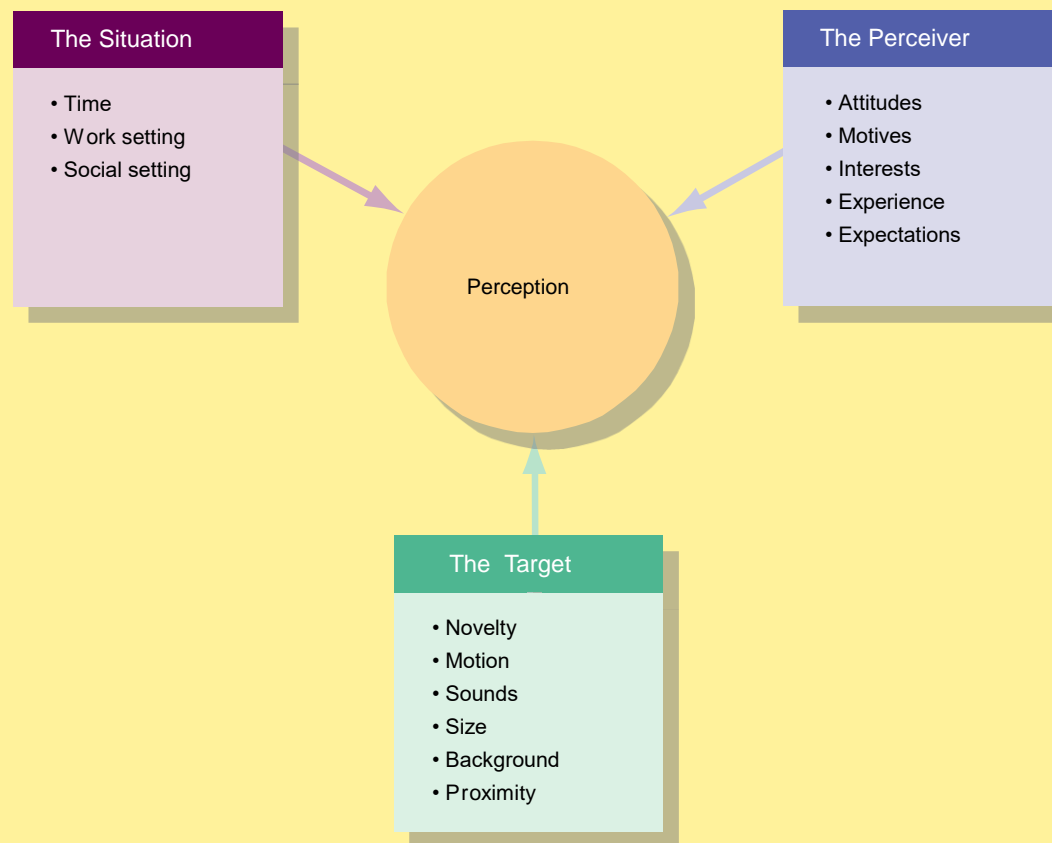 The Situation
• Time
• Work setting
• Social setting
The Perceiver
• Attitudes
• Motives
• Interests
• Experience
• Expectations
Perception
The Target
• Novelty
• Motion
• Sounds
• Size
• Background
• Proximity